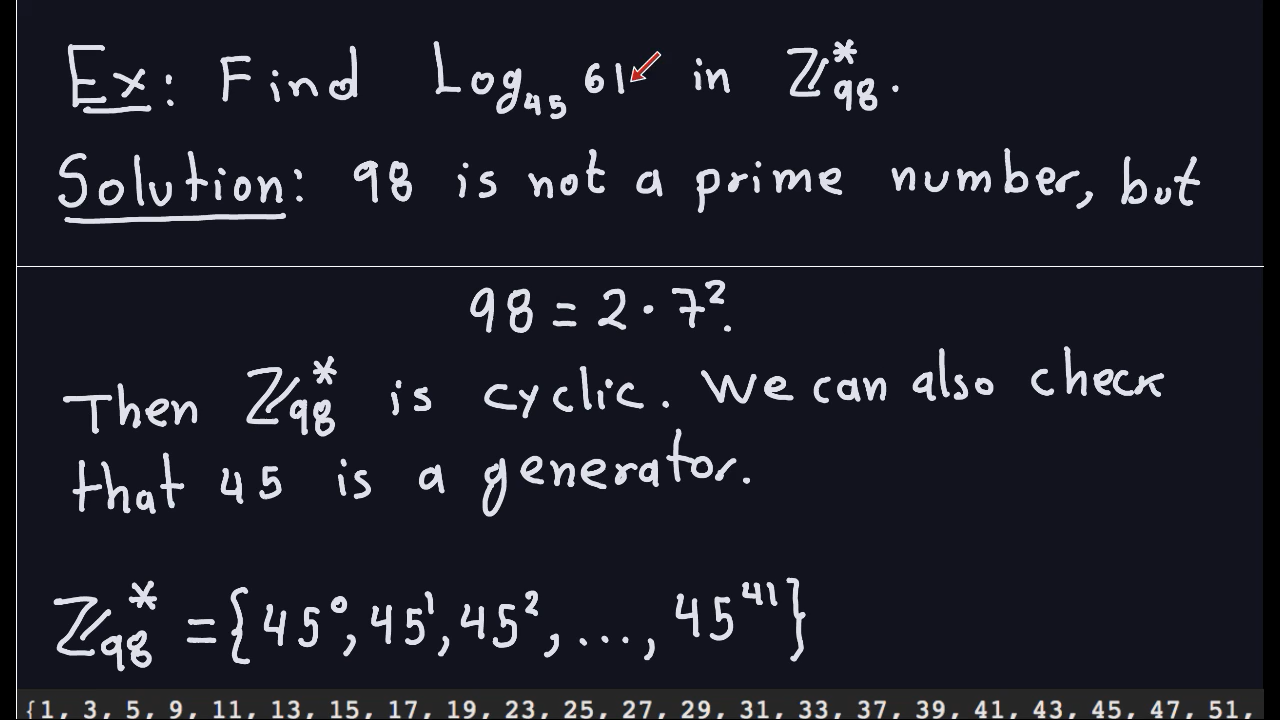 Ex: Find Log₄₅ 61 in ℤ*₉₈.
Solution: 98 is not a prime number, but
98 = 2 · 7².
Then ℤ*₉₈ is cyclic. We can also check
that 45 is a generator.
ℤ*₉₈ = {45⁰, 45¹, 45², ..., 45⁴¹}
{1, 3, 5, 9, 11, 13, 15, 17, 19, 23, 25, 27, 29, 31, 33, 37, 39, 41, 43, 45, 47, 51,